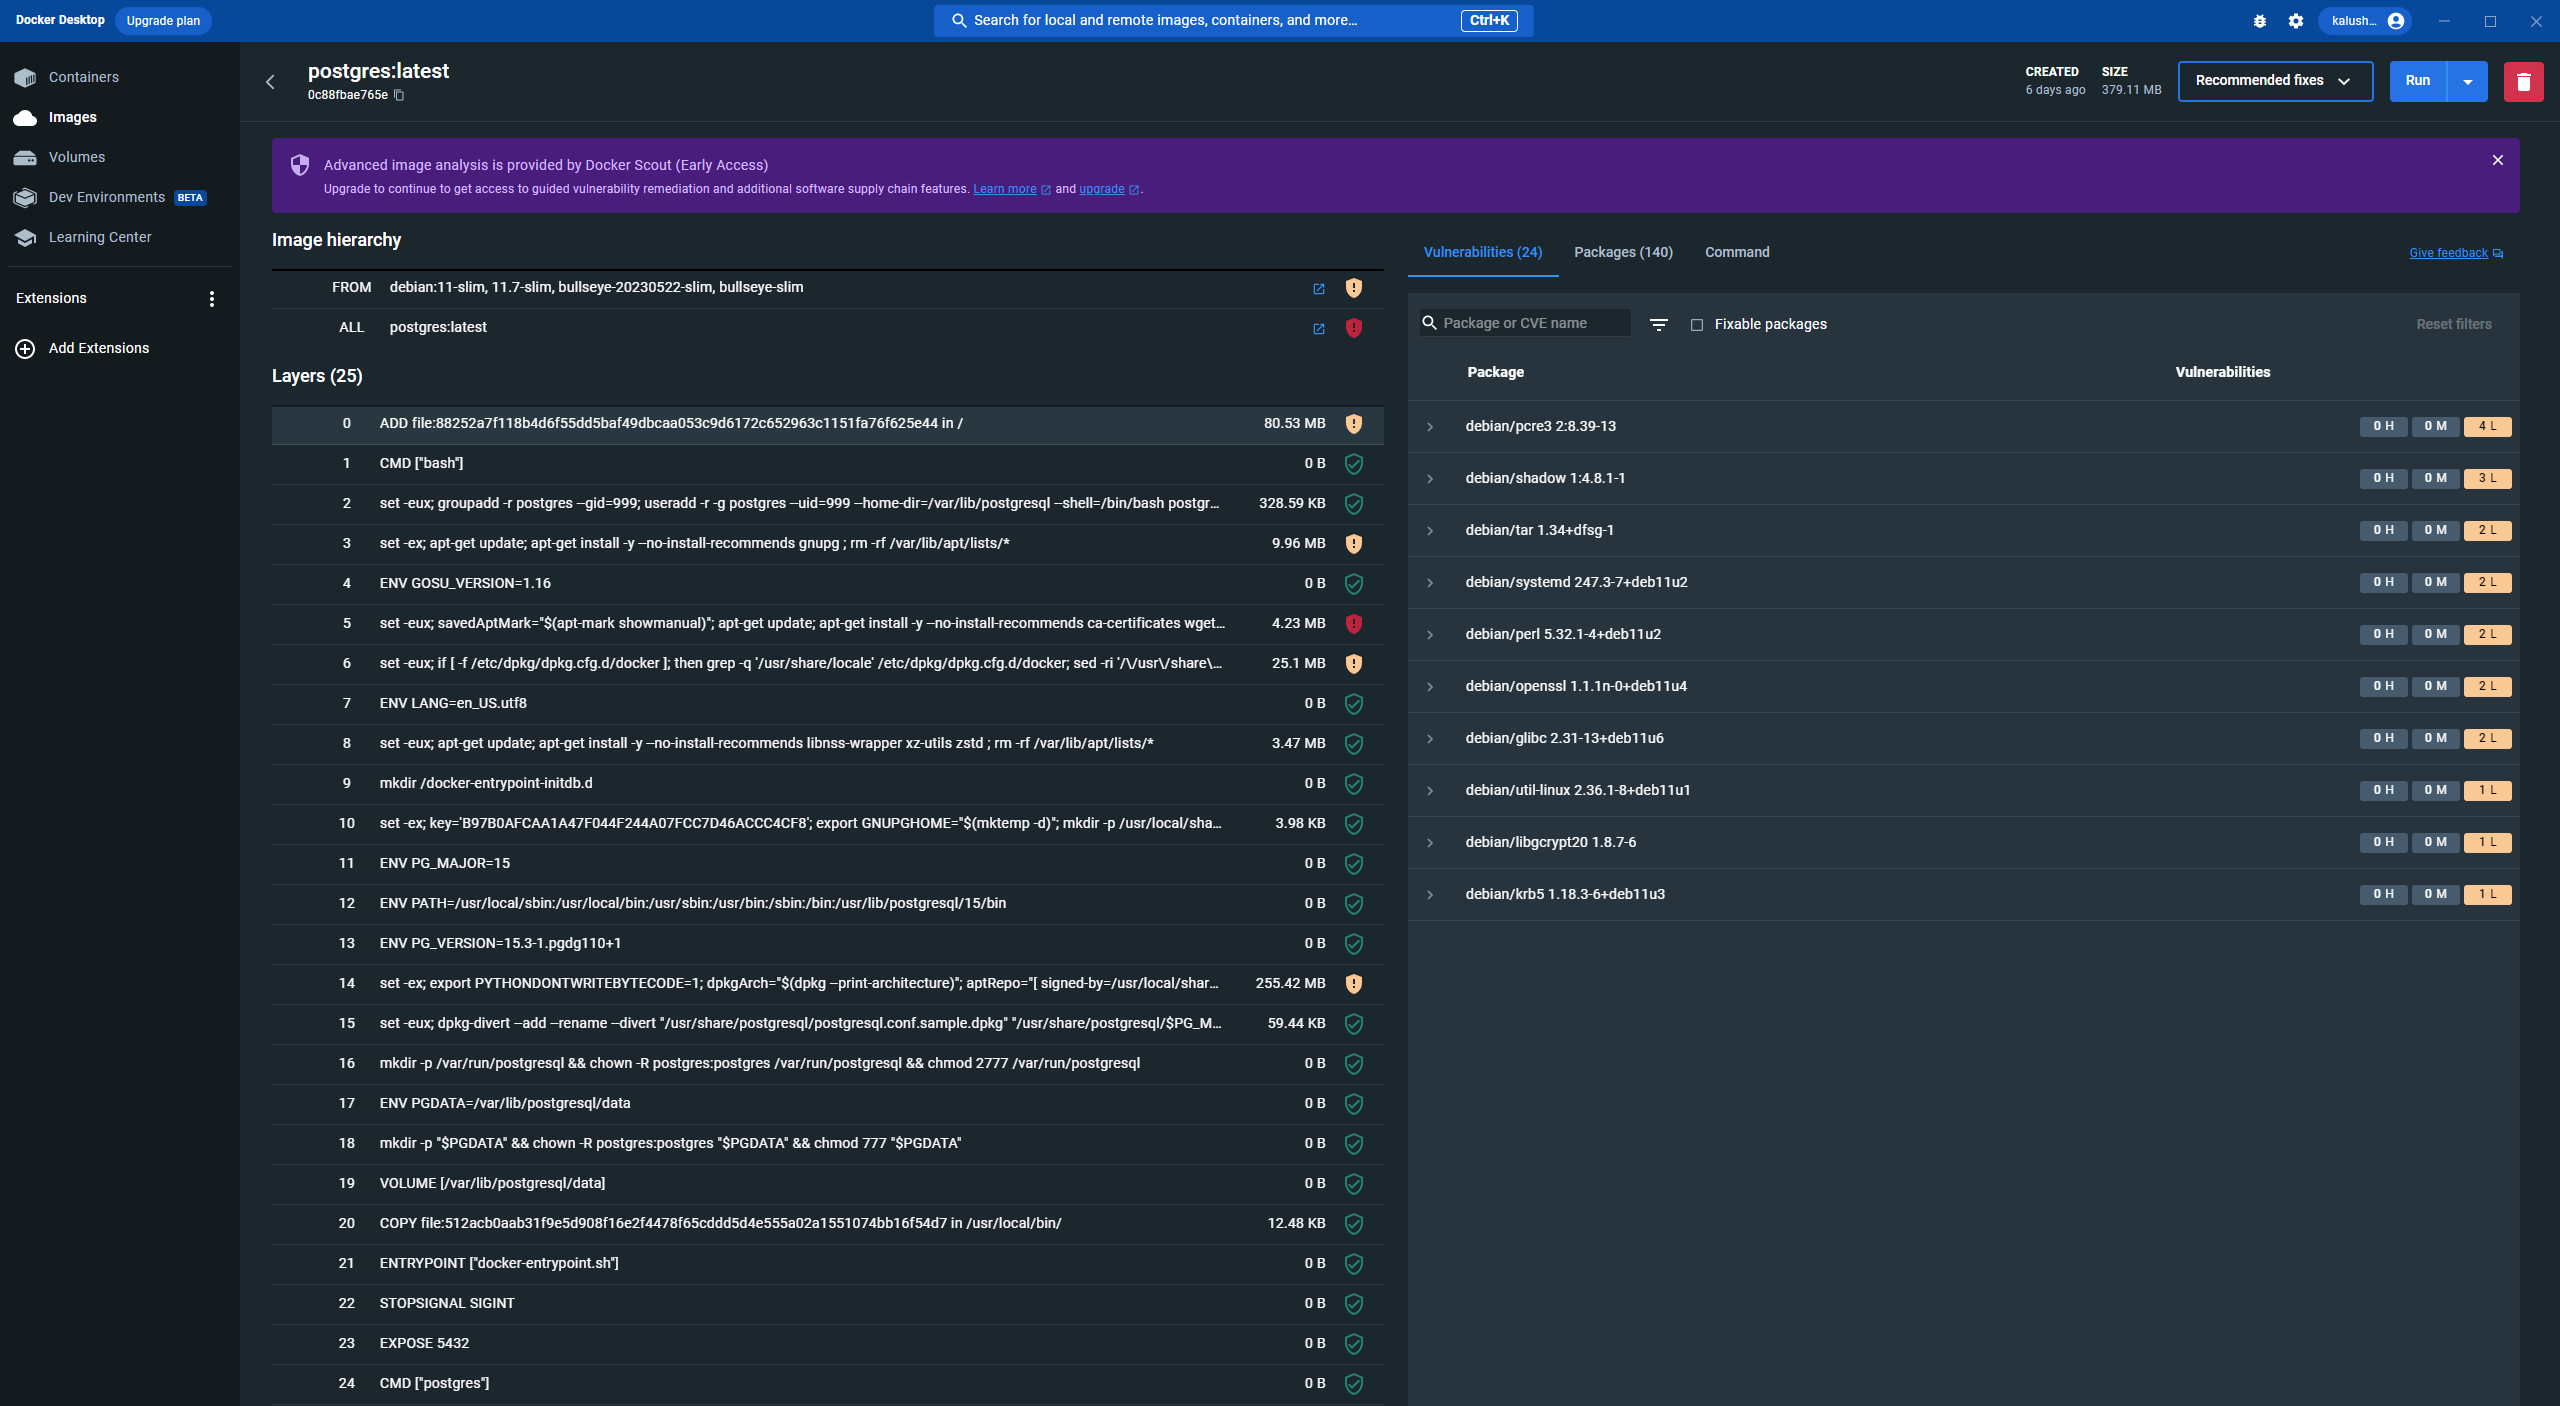 Docker Desktop
Upgrade plan
Search for local and remote images, containers, and more...
Ctrl+K
kalush...
Containers
Images
Volumes
Dev Environments BETA
Learning Center
Extensions
Add Extensions
postgres:latest
0c88fbae765e
CREATED
6 days ago
SIZE
379.11 MB
Recommended fixes
Run
Advanced image analysis is provided by Docker Scout (Early Access)
Upgrade to continue to get access to guided vulnerability remediation and additional software supply chain features. Learn more and upgrade.
Image hierarchy
FROM debian:11-slim, 11.7-slim, bullseye-20230522-slim, bullseye-slim
ALL postgres:latest
Layers (25)
0 ADD file:88252a7f118b4d6f55dd5baf49dbcaa053c9d6172c652963c1151fa76f625e44 in / 80.53 MB
1 CMD ["bash"] 0 B
2 set -eux; groupadd -r postgres --gid=999; useradd -r -g postgres --uid=999 --home-dir=/var/lib/postgresql --shell=/bin/bash postgr... 328.59 KB
3 set -ex; apt-get update; apt-get install -y --no-install-recommends gnupg ; rm -rf /var/lib/apt/lists/* 9.96 MB
4 ENV GOSU_VERSION=1.16 0 B
5 set -eux; savedAptMark="$(apt-mark showmanual)"; apt-get update; apt-get install -y --no-install-recommends ca-certificates wget... 4.23 MB
6 set -eux; if [ -f /etc/dpkg/dpkg.cfg.d/docker ]; then grep -q '/usr/share/locale' /etc/dpkg/dpkg.cfg.d/docker; sed -ri '/\/usr\/share\... 25.1 MB
7 ENV LANG=en_US.utf8 0 B
8 set -eux; apt-get update; apt-get install -y --no-install-recommends libnss-wrapper xz-utils zstd ; rm -rf /var/lib/apt/lists/* 3.47 MB
9 mkdir /docker-entrypoint-initdb.d 0 B
10 set -ex; key='B97B0AFCAA1A47F044F244A07FCC7D46ACCC4CF8'; export GNUPGHOME="$(mktemp -d)"; mkdir -p /usr/local/sha... 3.98 KB
11 ENV PG_MAJOR=15 0 B
12 ENV PATH=/usr/local/sbin:/usr/local/bin:/usr/sbin:/usr/bin:/sbin:/bin:/usr/lib/postgresql/15/bin 0 B
13 ENV PG_VERSION=15.3-1.pgdg110+1 0 B
14 set -ex; export PYTHONDONTWRITEBYTECODE=1; dpkgArch="$(dpkg --print-architecture)"; aptRepo="[ signed-by=/usr/local/shar... 255.42 MB
15 set -eux; dpkg-divert --add --rename --divert "/usr/share/postgresql/postgresql.conf.sample.dpkg" "/usr/share/postgresql/$PG_M... 59.44 KB
16 mkdir -p /var/run/postgresql && chown -R postgres:postgres /var/run/postgresql && chmod 2777 /var/run/postgresql 0 B
17 ENV PGDATA=/var/lib/postgresql/data 0 B
18 mkdir -p "$PGDATA" && chown -R postgres:postgres "$PGDATA" && chmod 777 "$PGDATA" 0 B
19 VOLUME [/var/lib/postgresql/data] 0 B
20 COPY file:512acb0aab31f9e5d908f16e2f4478f65cddd5d4e555a02a1551074bb16f54d7 in /usr/local/bin/ 12.48 KB
21 ENTRYPOINT ["docker-entrypoint.sh"] 0 B
22 STOPSIGNAL SIGINT 0 B
23 EXPOSE 5432 0 B
24 CMD ["postgres"] 0 B
Vulnerabilities (24)
Packages (140)
Command
Give feedback
Package or CVE name
Fixable packages
Reset filters
Package Vulnerabilities
debian/pcre3 2:8.39-13 0 H 0 M 4 L
debian/shadow 1:4.8.1-1 0 H 0 M 3 L
debian/tar 1.34+dfsg-1 0 H 0 M 2 L
debian/systemd 247.3-7+deb11u2 0 H 0 M 2 L
debian/perl 5.32.1-4+deb11u2 0 H 0 M 2 L
debian/openssl 1.1.1n-0+deb11u4 0 H 0 M 2 L
debian/glibc 2.31-13+deb11u6 0 H 0 M 2 L
debian/util-linux 2.36.1-8+deb11u1 0 H 0 M 1 L
debian/libgcrypt20 1.8.7-6 0 H 0 M 1 L
debian/krb5 1.18.3-6+deb11u3 0 H 0 M 1 L